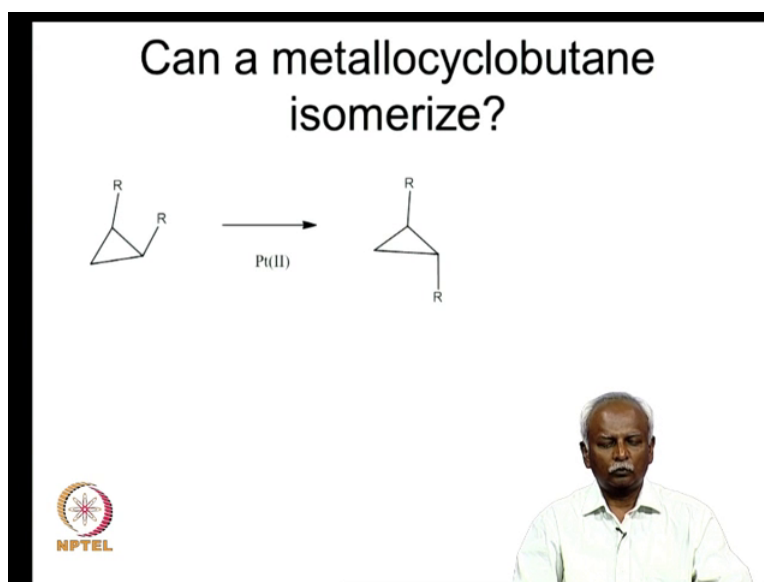 Can a metallocyclobutane
isomerize?
R
R
R
Pt(II)
R
NPTEL